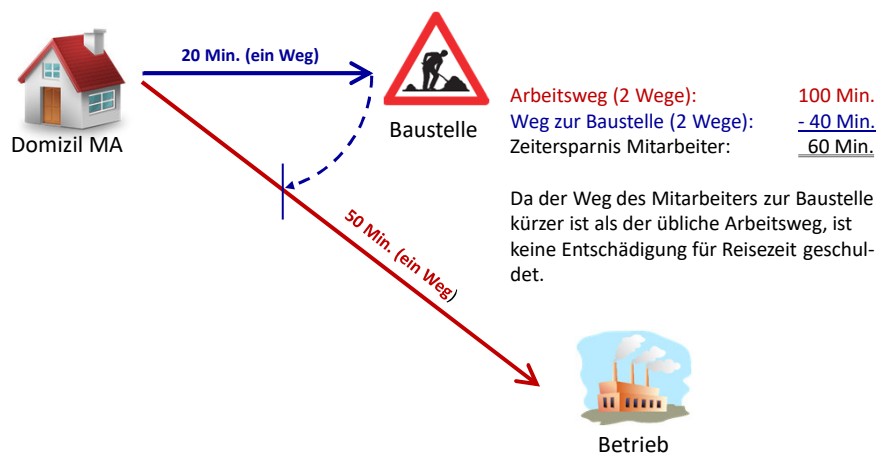 20 Min. (ein Weg)
Domizil MA
Baustelle
50 Min. (ein Weg)
Betrieb
Arbeitsweg (2 Wege): 100 Min.
Weg zur Baustelle (2 Wege): - 40 Min.
Zeitersparnis Mitarbeiter: 60 Min.
Da der Weg des Mitarbeiters zur Baustelle
kürzer ist als der übliche Arbeitsweg, ist
keine Entschädigung für Reisezeit geschul-
det.